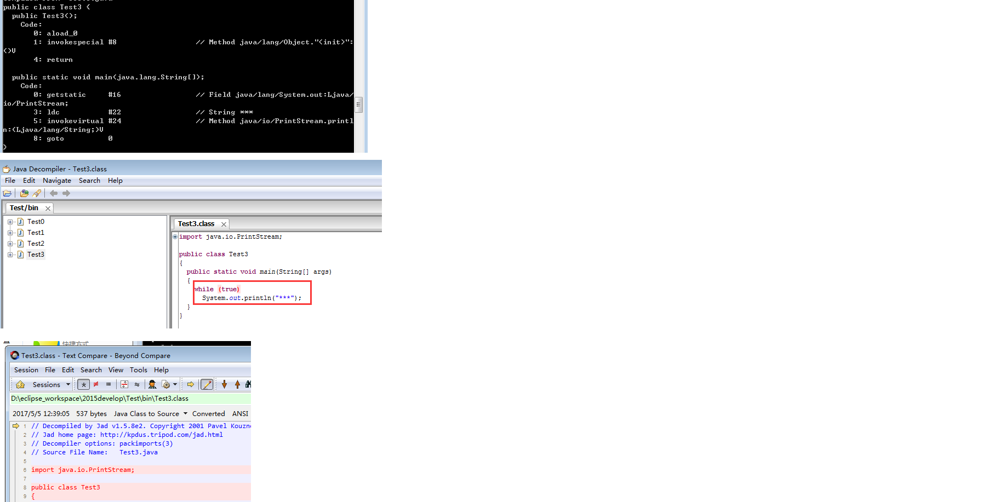 public class Test3 {
public Test3();
Code:
0: aload_0
1: invokespecial #8 // Method java/lang/Object."<init>":
()V
4: return
public static void main(java.lang.String[]);
Code:
0: getstatic #16 // Field java/lang/System.out:Ljava/
io/PrintStream;
3: ldc #22 // String ***
5: invokevirtual #24 // Method java/io/PrintStream.printl
n:(Ljava/lang/String;)V
8: goto 0
}
Java Decompiler - Test3.class
File Edit Navigate Search Help
Test/bin
Test0
Test1
Test2
Test3
Test3.class
import java.io.PrintStream;
public class Test3
{
public static void main(String[] args)
{
while (true)
System.out.println("***");
}
}
快捷方式
Test3.class - Text Compare - Beyond Compare
Session File Edit Search View Tools Help
Sessions
D:\eclipse_workspace\2015develop\Test\bin\Test3.class
2017/5/5 12:39:05 537 bytes Java Class to Source Converted ANSI
1 // Decompiled by Jad v1.5.8e2. Copyright 2001 Pavel Kouzne
2 // Jad home page: http://kpdus.tripod.com/jad.html
3 // Decompiler options: packimports(3)
4 // Source File Name: Test3.java
5
6 import java.io.PrintStream;
7
8 public class Test3
9 {